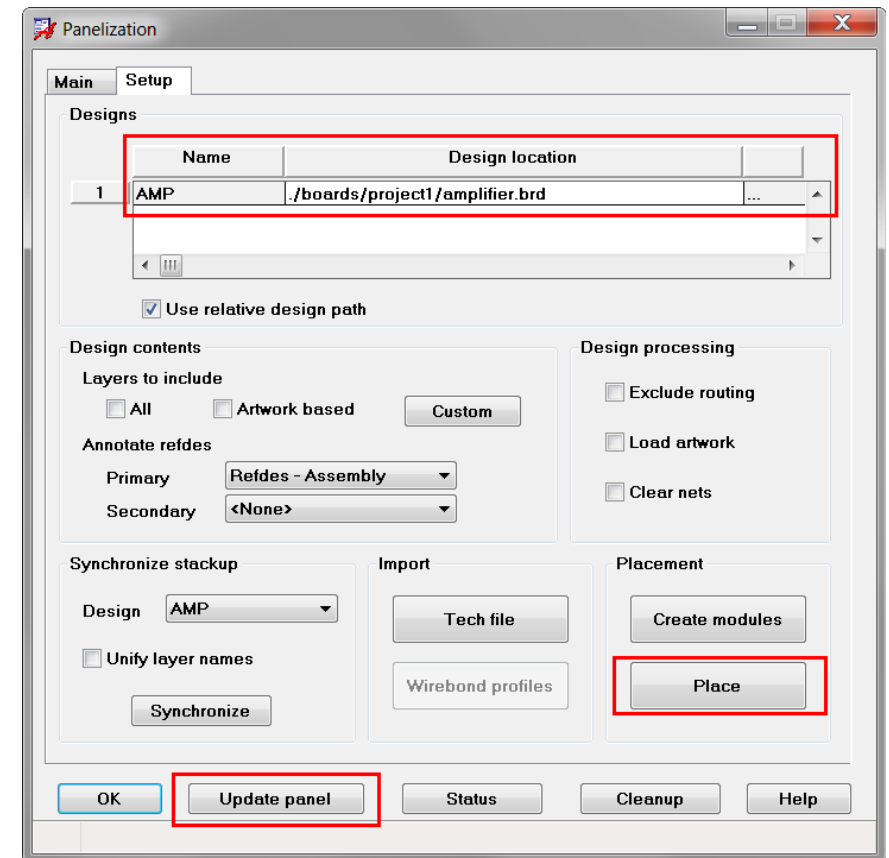 Panelization
Main Setup
Designs
Name Design location
1 AMP ./boards/project1/amplifier.brd ...
Use relative design path
Design contents
Layers to include
All Artwork based Custom
Annotate refdes
Primary Refdes - Assembly
Secondary <None>
Design processing
Exclude routing
Load artwork
Clear nets
Synchronize stackup
Design AMP
Unify layer names
Synchronize
Import
Tech file
Wirebond profiles
Placement
Create modules
Place
OK Update panel Status Cleanup Help